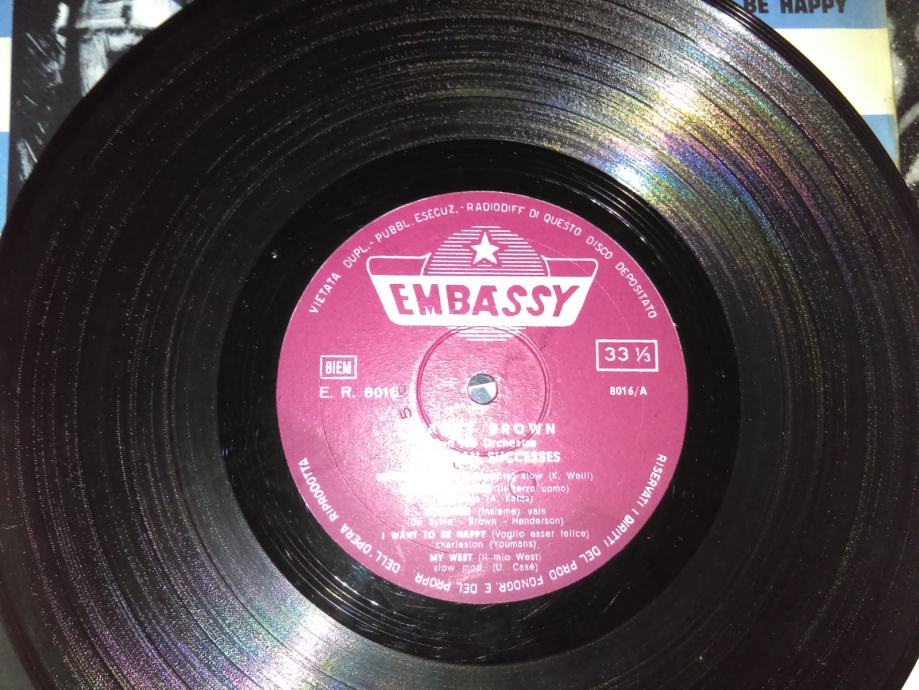 BE HAPPY
VIETATA DUPL.- PUBBL. ESECUZ.- RADIODIFF DI QUESTO DISCO DEPOSITATO
EMBASSY
BIEM
33 1/3
E. R. 8016
8016/A
BROWN
Orchestra
SUCCESSES
slow (K. Weill)
(Il terzo uomo)
(A. Karas)
(insieme) vals
(De Sylva - Brown - Henderson)
I WANT TO BE HAPPY (Voglio esser felice)
charleston (Youmans)
MY WEST (Il mio West)
slow mod. (U. Casé)
RISERVATI I DIRITTI DEL PROD FONOGR. E DEL PROPR. DELL'OPERA RIPRODOTTA